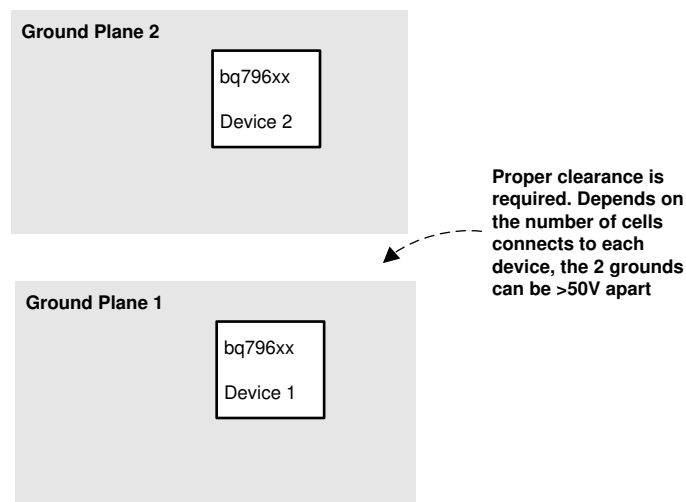 Ground Plane 2
bq796xx
Device 2
Proper clearance is
required. Depends on
the number of cells
connects to each
device, the 2 grounds
can be >50V apart
Ground Plane 1
bq796xx
Device 1